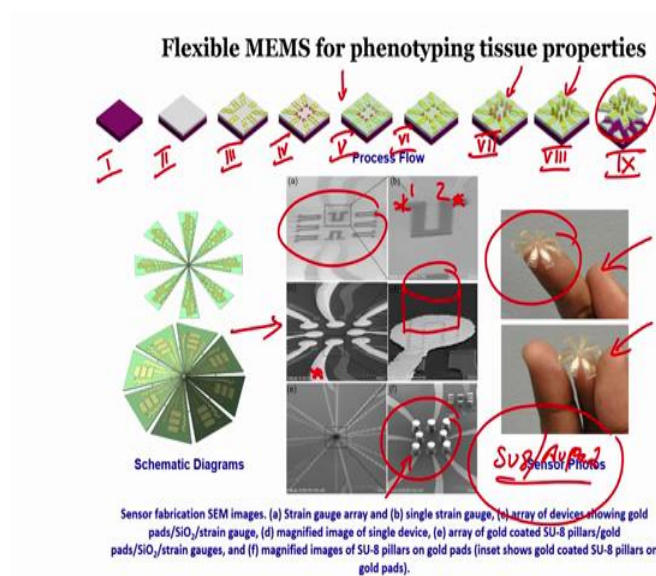 Flexible MEMS for phenotyping tissue properties
I II III IV V VI VII VIII IX
Process Flow
(a) (b) 1 2
(e) (f)
SU8/Au
Schematic Diagrams Sensor Photos
Sensor fabrication SEM images. (a) Strain gauge array and (b) single strain gauge, (c) array of devices showing gold
pads/SiO2/strain gauge, (d) magnified image of single device, (e) array of gold coated SU-8 pillars/gold
pads/SiO2/strain gauges, and (f) magnified images of SU-8 pillars on gold pads (inset shows gold coated SU-8 pillars on
gold pads).